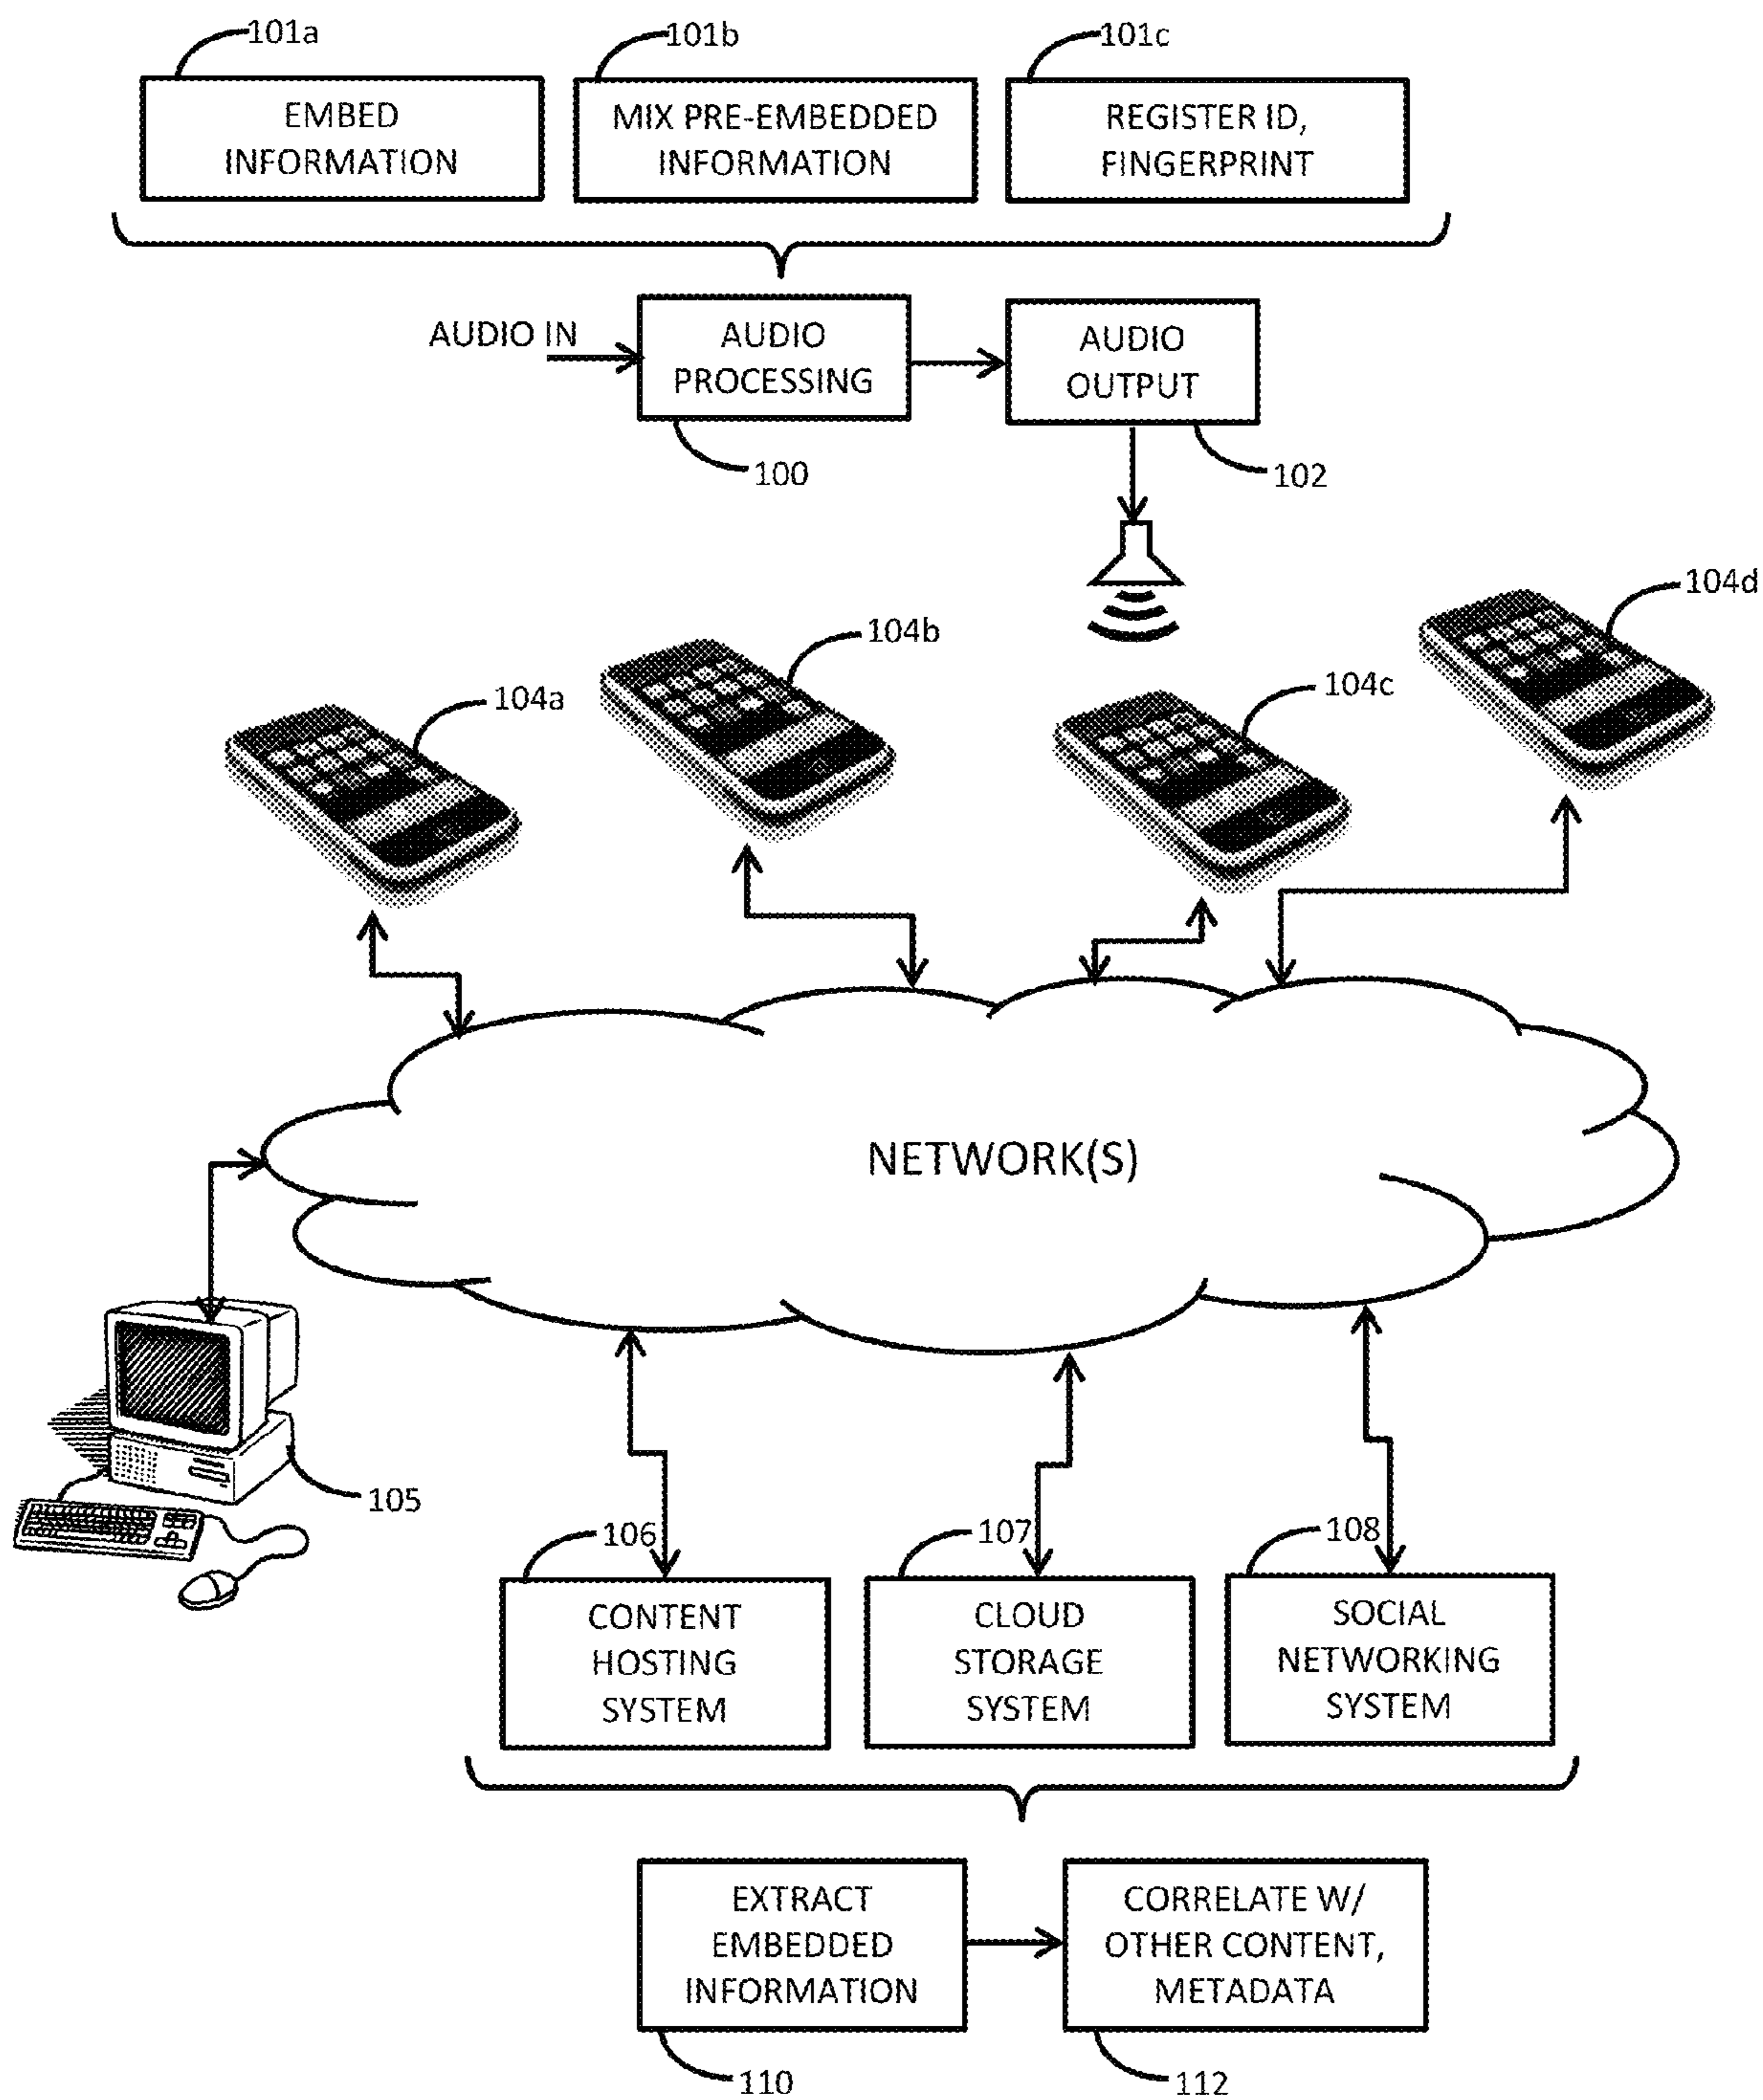 101a
101b
101c
EMBED
INFORMATION
MIX PRE-EMBEDDED
INFORMATION
REGISTER ID,
FINGERPRINT
AUDIO IN
AUDIO
PROCESSING
AUDIO
OUTPUT
100
102
104a
104b
104c
104d
NETWORK(S)
105
106
107
108
CONTENT
HOSTING
SYSTEM
CLOUD
STORAGE
SYSTEM
SOCIAL
NETWORKING
SYSTEM
EXTRACT
EMBEDDED
INFORMATION
CORRELATE W/
OTHER CONTENT,
METADATA
110
112